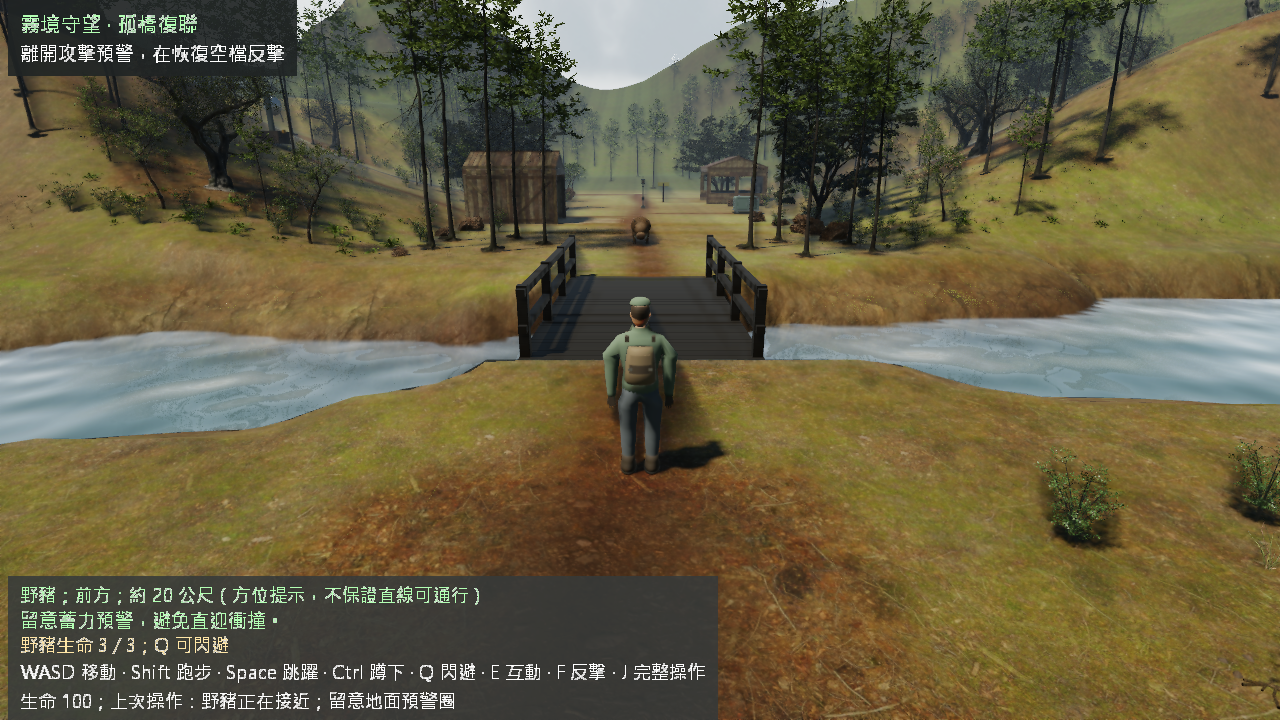 霧境守望 · 孤橋復聯
離開攻擊預警，在恢復空檔反擊
野豬；前方；約 20 公尺 ( 方位提示，不保證直線可通行 )
留意蓄力預警，避免直迎衝撞。
野豬生命 3 / 3；Q 可閃避
WASD 移動 · Shift 跑步 · Space 跳躍 · Ctrl 蹲下 · Q 閃避 · E 互動 · F 反擊 · J 完整操作
生命 100；上次操作：野豬正在接近；留意地面預警圈